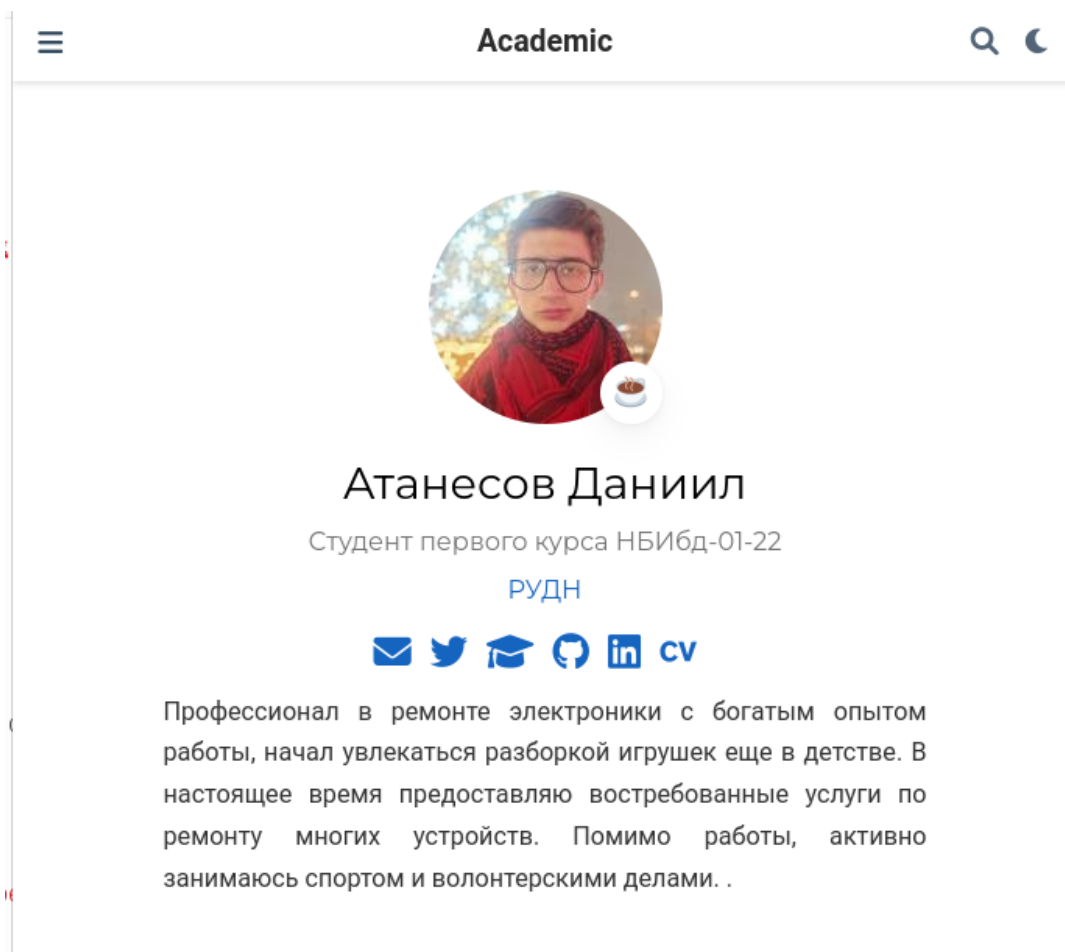 Academic
Атанесов Даниил
Студент первого курса НБИбд-01-22
РУДН
CV
Профессионал в ремонте электроники с богатым опытом
работы, начал увлекаться разборкой игрушек еще в детстве. В
настоящее время предоставляю востребованные услуги по
ремонту многих устройств. Помимо работы, активно
занимаюсь спортом и волонтерскими делами. .